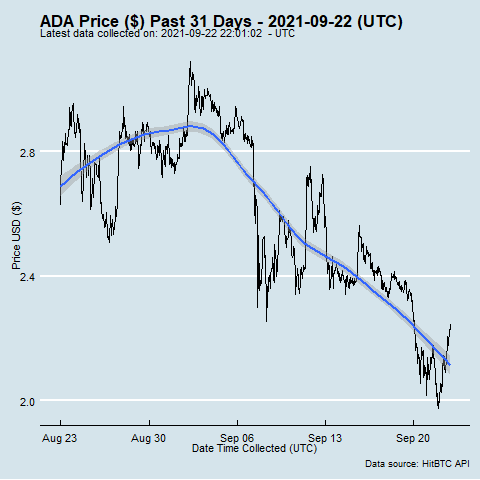 ADA Price ($) Past 31 Days - 2021-09-22 (UTC)
Latest data collected on: 2021-09-22 22:01:02 - UTC
Price USD ($)
2.8
2.4
2.0
Aug 23 Aug 30 Sep 06 Sep 13 Sep 20
Date Time Collected (UTC)
Data source: HitBTC API